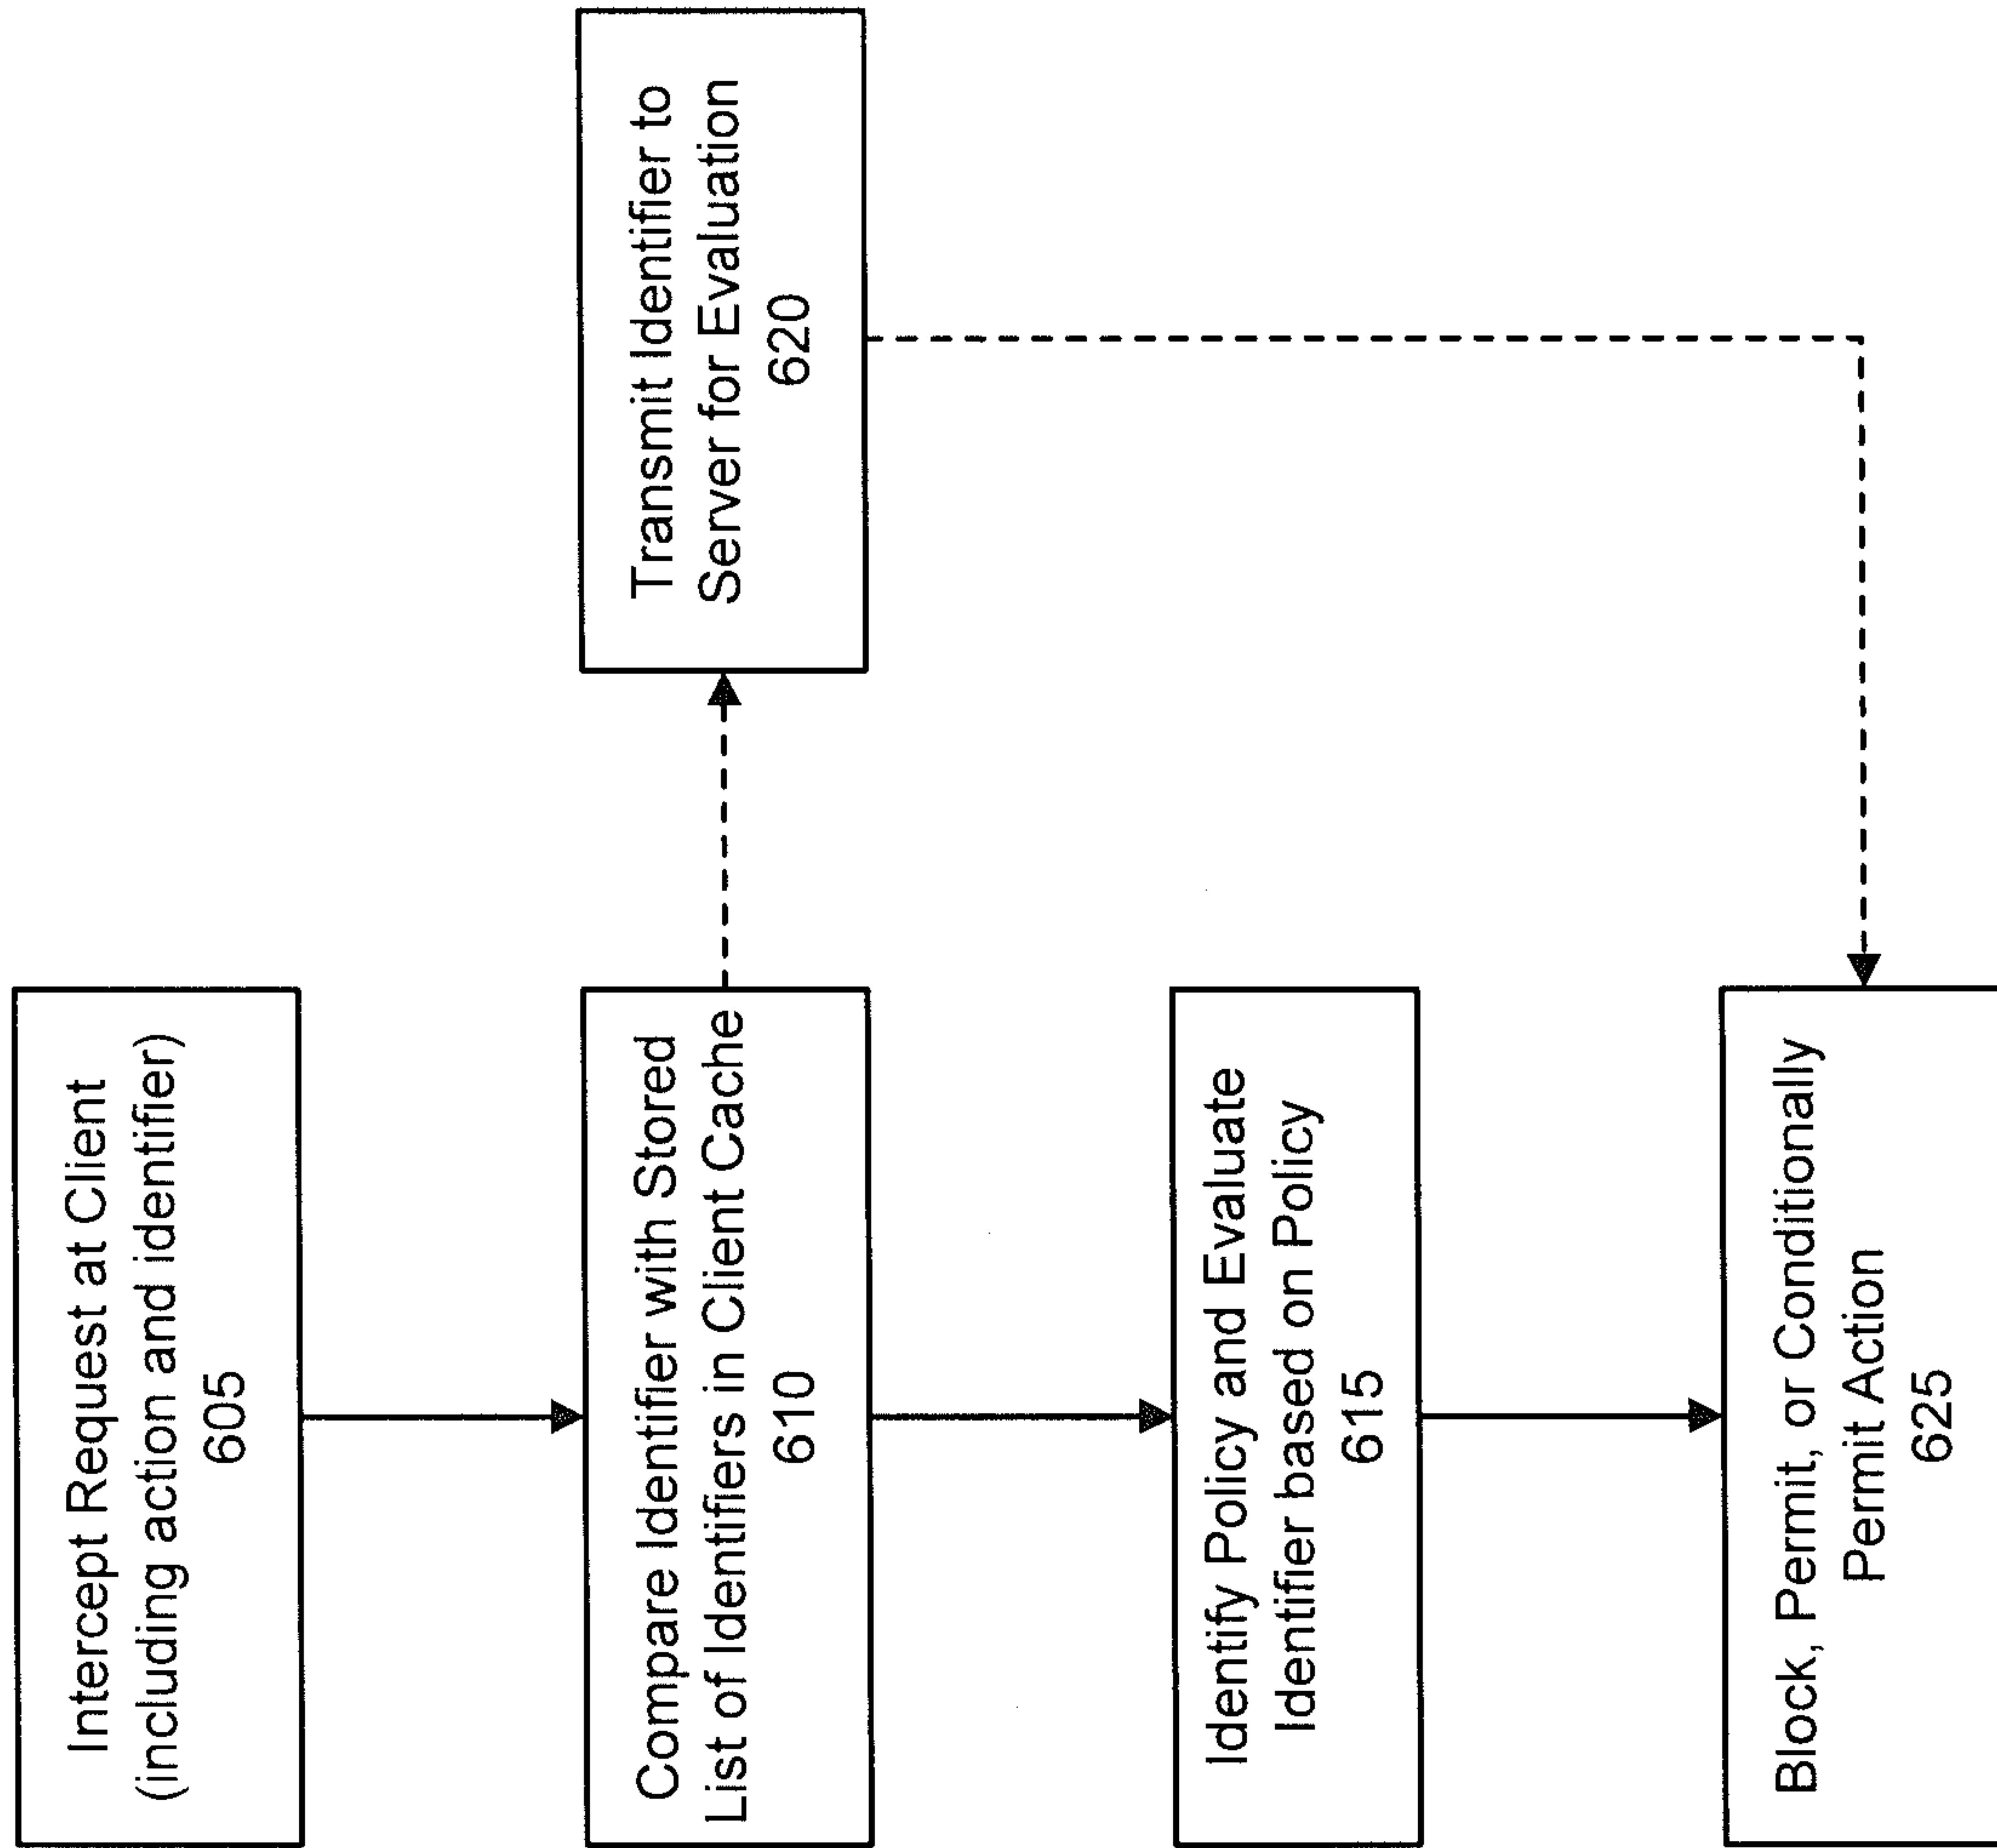 Intercept Request at Client
(including action and identifier)
605
Compare Identifier with Stored
List of Identifiers in Client Cache
610
Transmit Identifier to
Server for Evaluation
620
Identify Policy and Evaluate
Identifier based on Policy
615
Block, Permit, or Conditionally
Permit Action
625